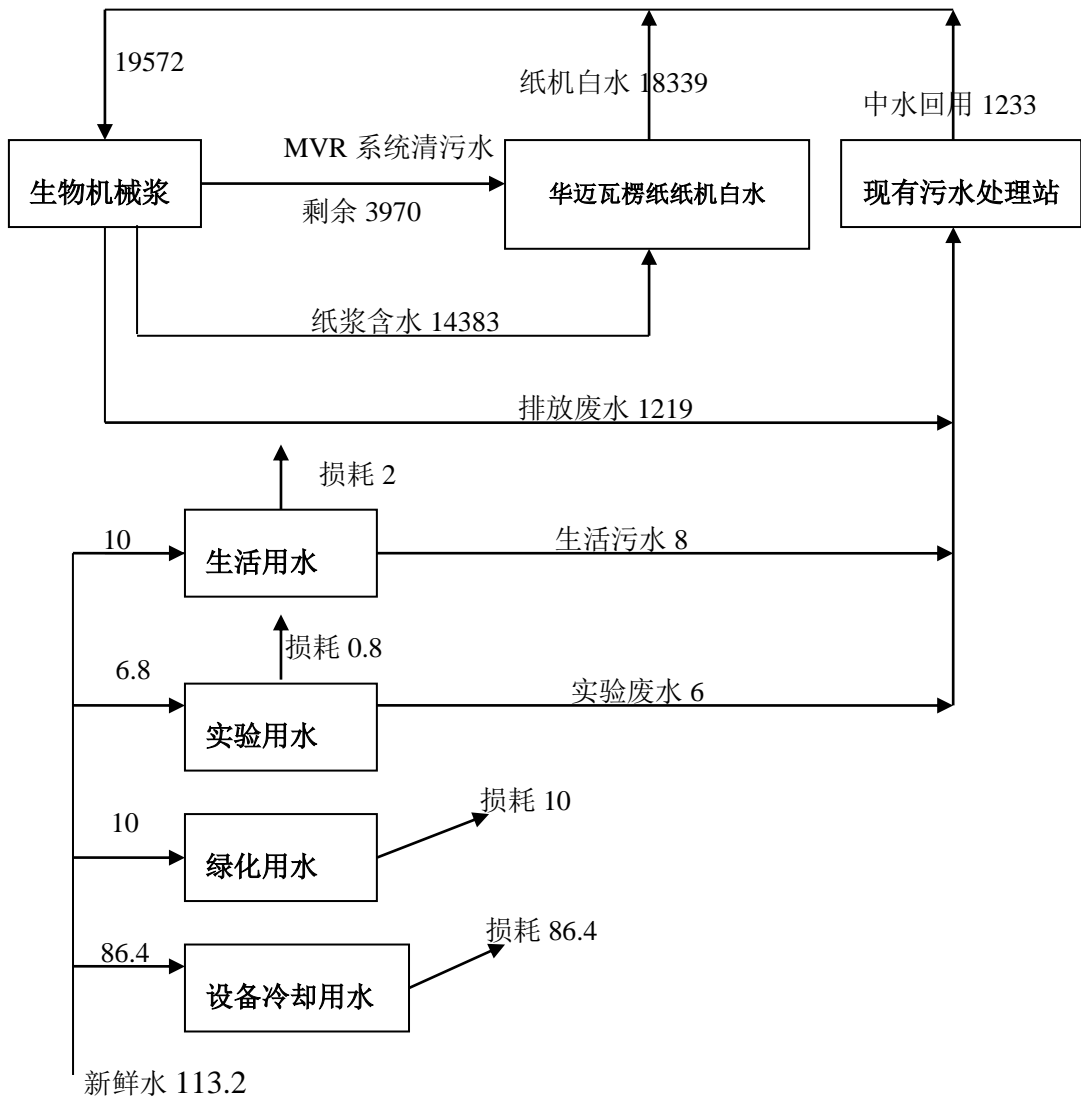 19572
纸机白水 18339
中水回用 1233
MVR 系统清污水
生物机械浆
华迈瓦楞纸纸机白水
现有污水处理站
剩余 3970
纸浆含水 14383
排放废水 1219
损耗 2
10
生活用水
生活污水 8
损耗 0.8
6.8
实验用水
实验废水 6
损耗 10
10
绿化用水
损耗 86.4
86.4
设备冷却用水
新鲜水 113.2